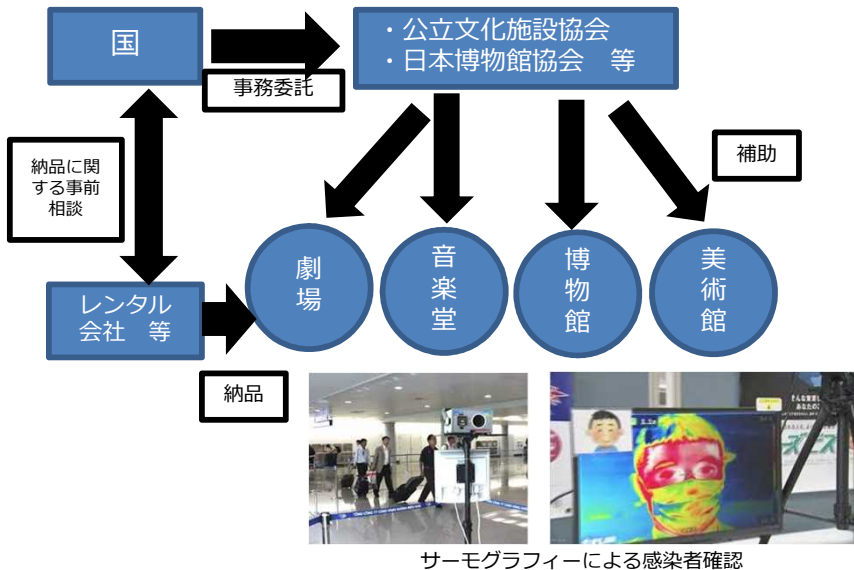 国
・公立文化施設協会
・日本博物館協会　等
事務委託
納品に関
する事前
相談
補助
劇場
音楽堂
博物館
美術館
レンタル
会社　等
納品
サーモグラフィーによる感染者確認